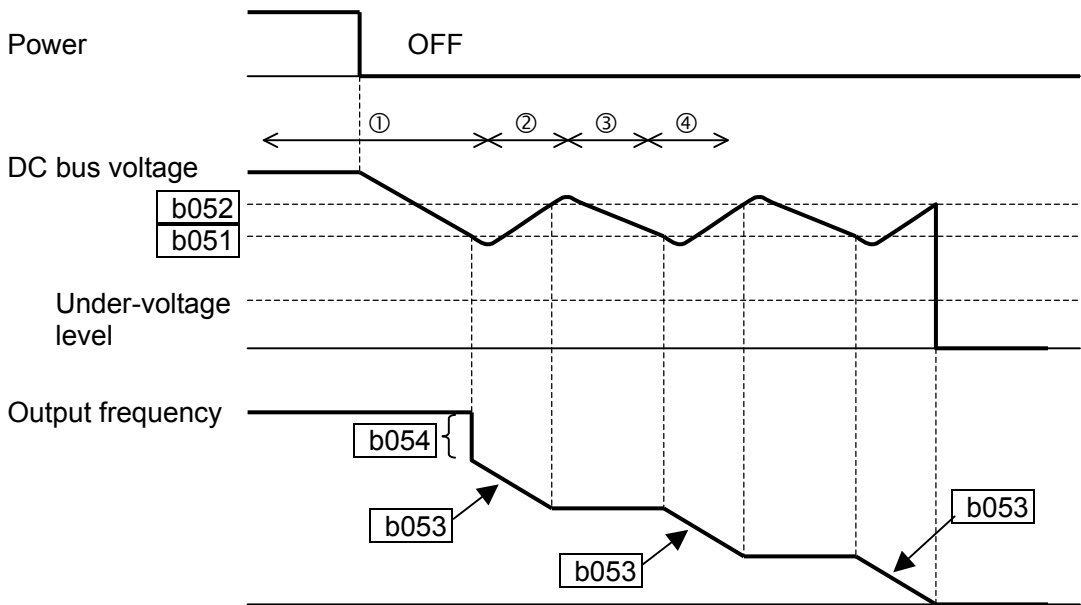 Power
OFF
① ② ③ ④
DC bus voltage
b052
b051
Under-voltage
level
Output frequency
b054
b053
b053
b053